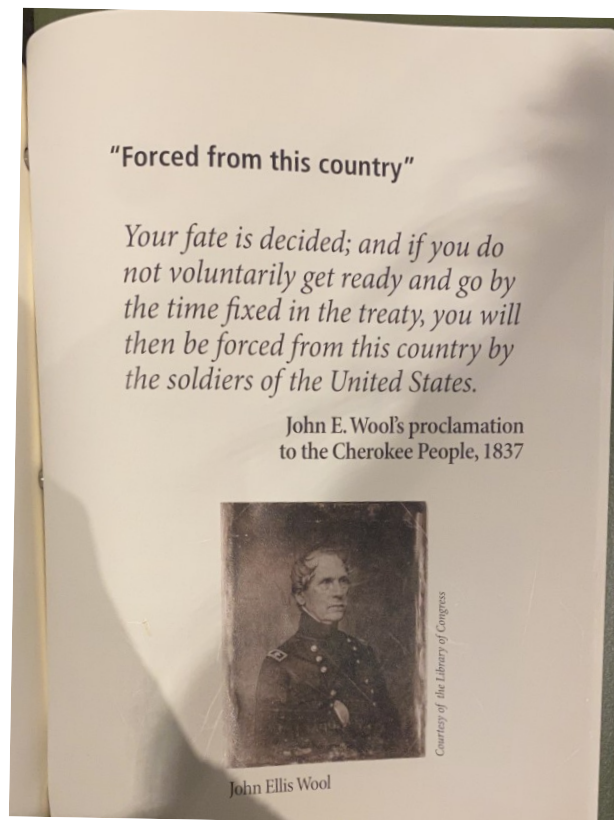 "Forced from this country"
Your fate is decided; and if you do
not voluntarily get ready and go by
the time fixed in the treaty, you will
then be forced from this country by
the soldiers of the United States.
John E. Wool's proclamation
to the Cherokee People, 1837
Courtesy of the Library of Congress
John Ellis Wool